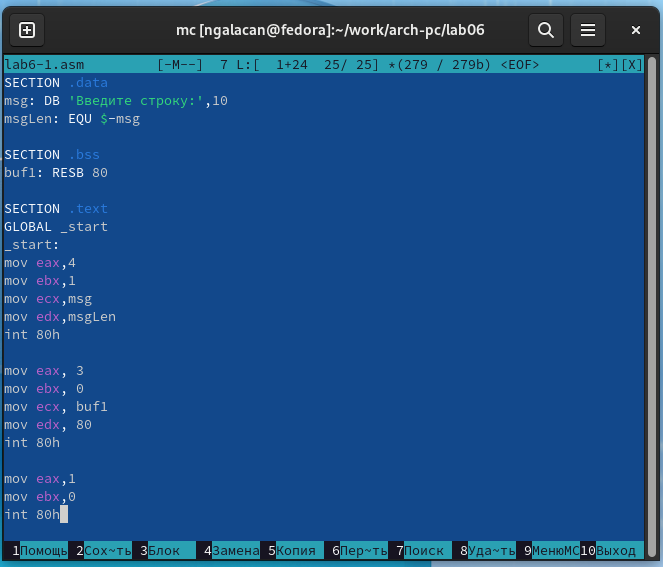 mc [ngalacan@fedora]:~/work/arch-pc/lab06
lab6-1.asm [-M--] 7 L:[ 1+24 25/ 25] *(279 / 279b) <EOF> [*][X]
SECTION .data
msg: DB 'Введите строку:',10
msgLen: EQU $-msg
SECTION .bss
buf1: RESB 80
SECTION .text
GLOBAL _start
_start:
mov eax,4
mov ebx,1
mov ecx,msg
mov edx,msgLen
int 80h
mov eax, 3
mov ebx, 0
mov ecx, buf1
mov edx, 80
int 80h
mov eax,1
mov ebx,0
int 80h
1Помощь 2Сох~ть 3Блок 4Замена 5Копия 6Пер~ть 7Поиск 8Уда~ть 9МенюMC 10Выход